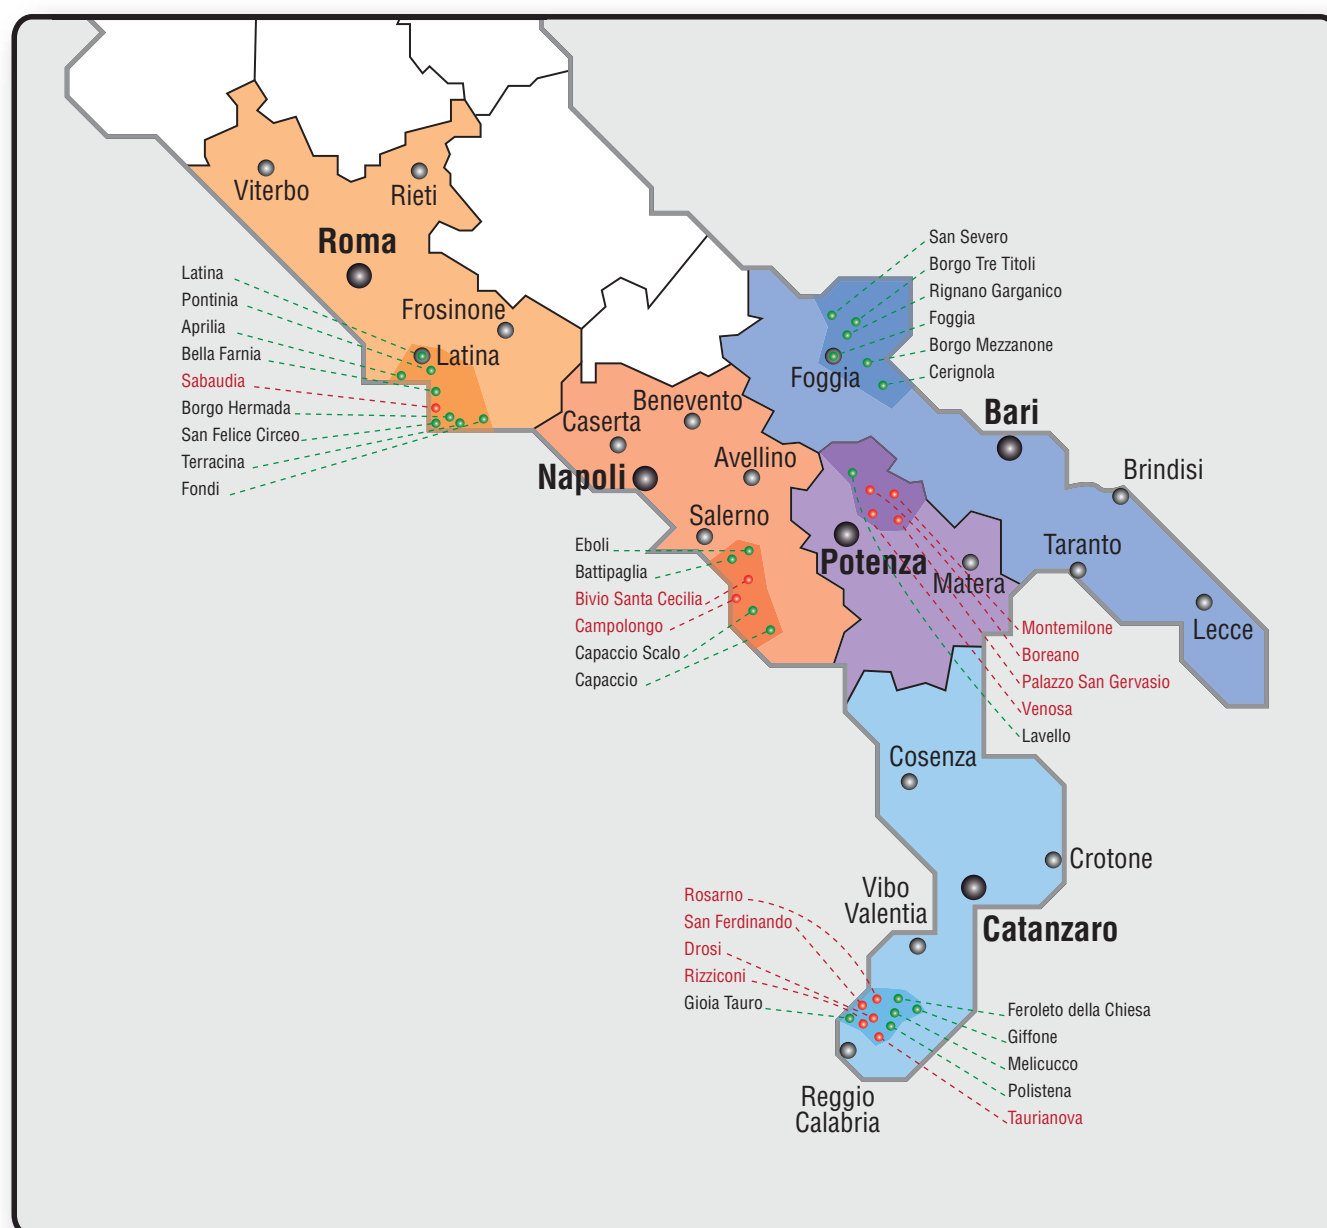 Viterbo
Rieti
Roma
Frosinone
Latina
Latina
Pontinia
Aprilia
Bella Farnia
Sabaudia
Borgo Hermada
San Felice Circeo
Terracina
Fondi
San Severo
Borgo Tre Titoli
Rignano Garganico
Foggia
Borgo Mezzanone
Cerignola
Foggia
Bari
Brindisi
Taranto
Lecce
Benevento
Caserta
Napoli
Avellino
Salerno
Eboli
Battipaglia
Bivio Santa Cecilia
Campolongo
Capaccio Scalo
Capaccio
Potenza
Matera
Montemilone
Boreano
Palazzo San Gervasio
Venosa
Lavello
Cosenza
Crotone
Vibo
Valentia
Catanzaro
Rosarno
San Ferdinando
Drosi
Rizziconi
Gioia Tauro
Feroleto della Chiesa
Giffone
Melicucco
Polistena
Taurianova
Reggio
Calabria